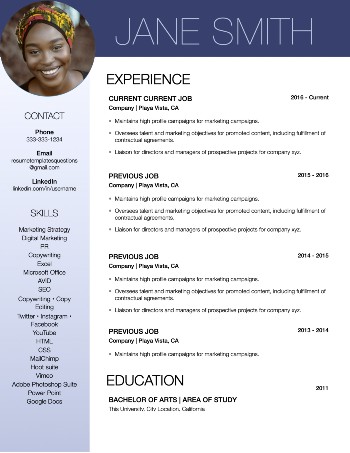 JANE SMITH
CONTACT
Phone
333-333-1234
Email
resumetemplatesquestions
@gmail.com
LinkedIn
linkedin.com/in/username
SKILLS
Marketing Strategy
Digital Marketing
PR
Copywriting
Excel
Microsoft Office
AVID
SEO
Copywriting • Copy
Editing
Twitter • Instagram •
Facebook
YouTube
HTML
CSS
MailChimp
Hoot suite
Vimeo
Adobe Photoshop Suite
Power Point
Google Docs
EXPERIENCE
CURRENT CURRENT JOB 2016 - Current
Company | Playa Vista, CA
• Maintains high profile campaigns for marketing campaigns.
• Oversees talent and marketing objectives for promoted content, including fulfillment of
contractual agreements.
• Liaison for directors and managers of prospective projects for company xyz.
PREVIOUS JOB 2015 - 2016
Company | Playa Vista, CA
• Maintains high profile campaigns for marketing campaigns.
• Oversees talent and marketing objectives for promoted content, including fulfillment of
contractual agreements.
• Liaison for directors and managers of prospective projects for company xyz.
PREVIOUS JOB 2014 - 2015
Company | Playa Vista, CA
• Maintains high profile campaigns for marketing campaigns.
• Oversees talent and marketing objectives for promoted content, including fulfillment of
contractual agreements.
• Liaison for directors and managers of prospective projects for company xyz.
PREVIOUS JOB 2013 - 2014
Company | Playa Vista, CA
• Maintains high profile campaigns for marketing campaigns.
EDUCATION
2011
BACHELOR OF ARTS | AREA OF STUDY
This University, City Location, California